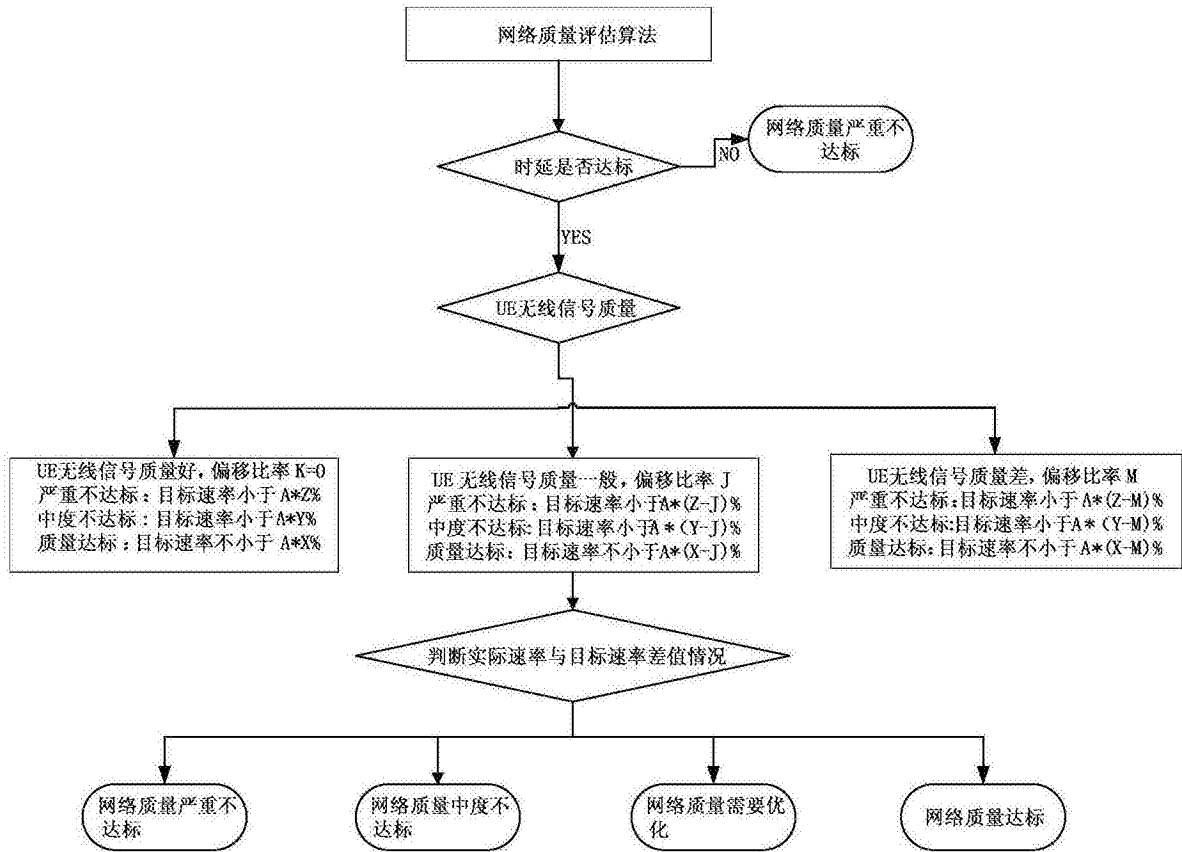 网络质量评估算法
网络质量严重不
达标
时延是否达标
NO
YES
UE无线信号质量
UE无线信号质量好，偏移比率 K=0
严重不达标：目标速率小于 A*Z%
中度不达标：目标速率小于 A*Y%
质量达标：目标速率不小于 A*X%
UE 无线信号质量一般，偏移比率 J
严重不达标：目标速率小于A*(Z-J)%
中度不达标:目标速率小于A*（Y-J)%
质量达标：目标速率不小于A*(X-J)%
UE无线信号质量差，偏移比率 M
严重不达标:目标速率小于 A*(Z-M)%
中度不达标:目标速率小于 A*（Y-M)%
质量达标：目标速率不小于 A*(X-M)%
判断实际速率与目标速率差值情况
网络质量严重不
达标
网络质量中度不
达标
网络质量需要优
化
网络质量达标